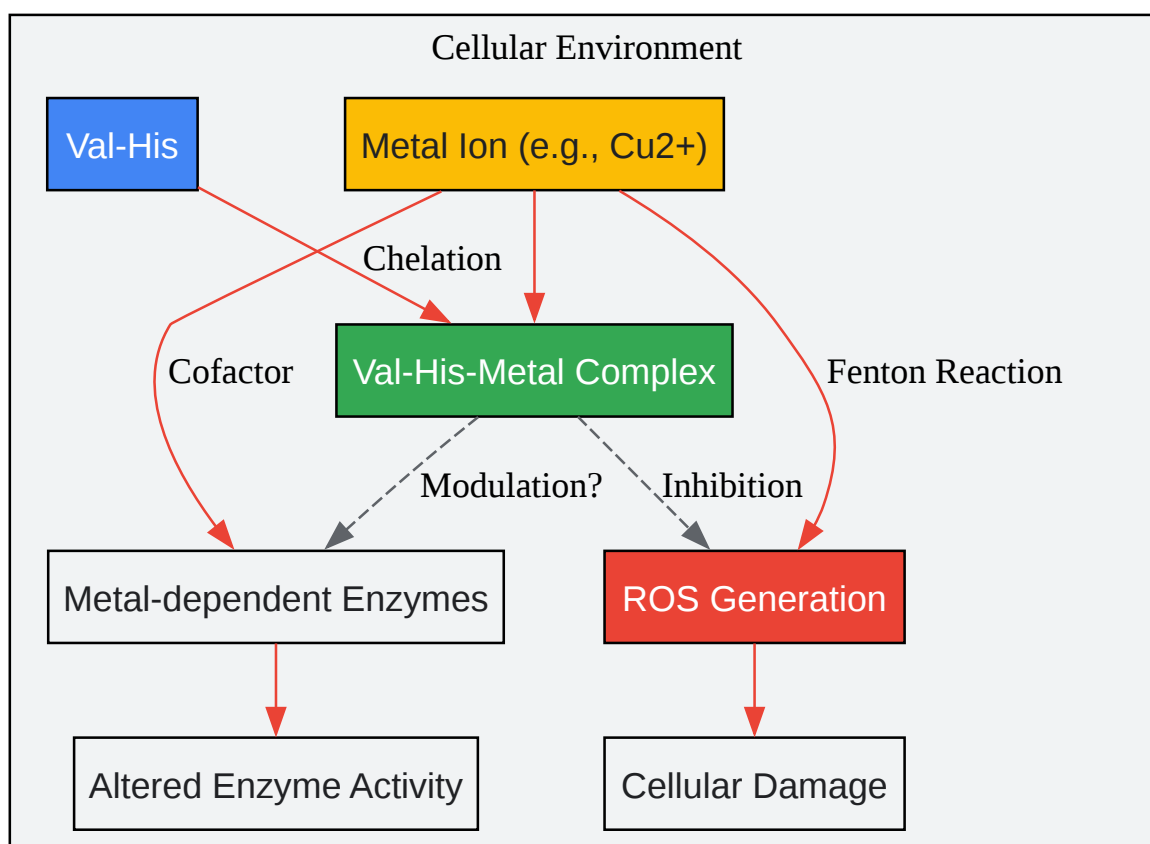 Cellular Environment
Val-His
Metal Ion (e.g., Cu2+)
Chelation
Cofactor
Val-His-Metal Complex
Fenton Reaction
Modulation?
Inhibition
Metal-dependent Enzymes
ROS Generation
Altered Enzyme Activity
Cellular Damage